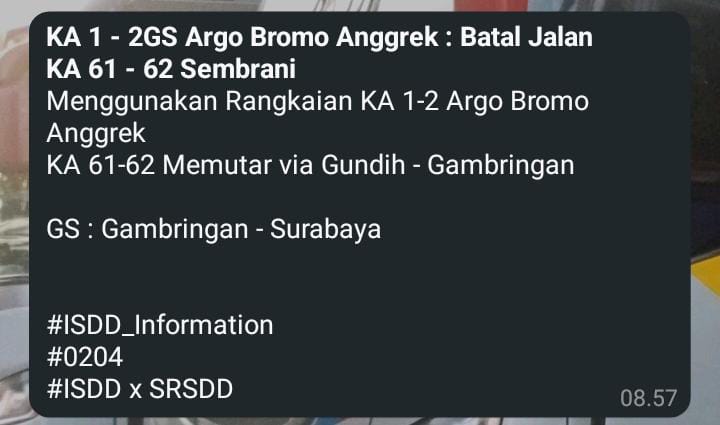 KA 1 - 2GS Argo Bromo Anggrek : Batal Jalan
KA 61 - 62 Sembrani
Menggunakan Rangkaian KA 1-2 Argo Bromo
Anggrek
KA 61-62 Memutar via Gundih - Gambringan
GS : Gambringan - Surabaya
#ISDD_Information
#0204
#ISDD x SRSDD
08.57